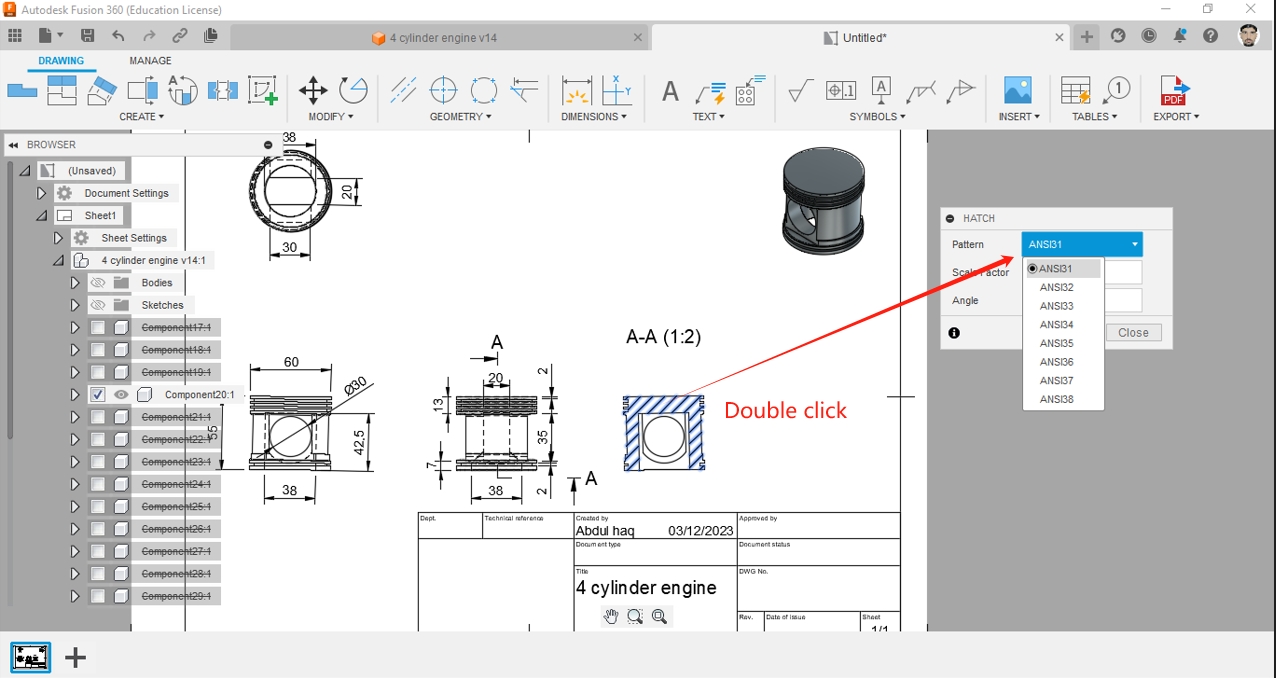 Autodesk Fusion 360 (Education License)
4 cylinder engine v14
Untitled*
DRAWING
MANAGE
CREATE
MODIFY
GEOMETRY
DIMENSIONS
TEXT
SYMBOLS
INSERT
TABLES
EXPORT
PDF
BROWSER
(Unsaved)
Document Settings
Sheet1
Sheet Settings
4 cylinder engine v14:1
Bodies
Sketches
Component17:1
Component18:1
Component19:1
Component20:1
Component21:1
Component22:1
Component23:1
Component24:1
Component25:1
Component26:1
Component27:1
Component28:1
Component29:1
38
20
30
60
Ø30
55
42.5
38
A
20
2
13
35
7
38
2
A
A-A (1:2)
Double click
HATCH
Pattern
ANSI31
Scale Factor
Angle
Close
ANSI31
ANSI32
ANSI33
ANSI34
ANSI35
ANSI36
ANSI37
ANSI38
Dept.
Technical reference
Created by
Approved by
Abdul haq 03/12/2023
Document type
Document status
Title
DWG No.
4 cylinder engine
Rev.
Date of issue
Sheet
1/1